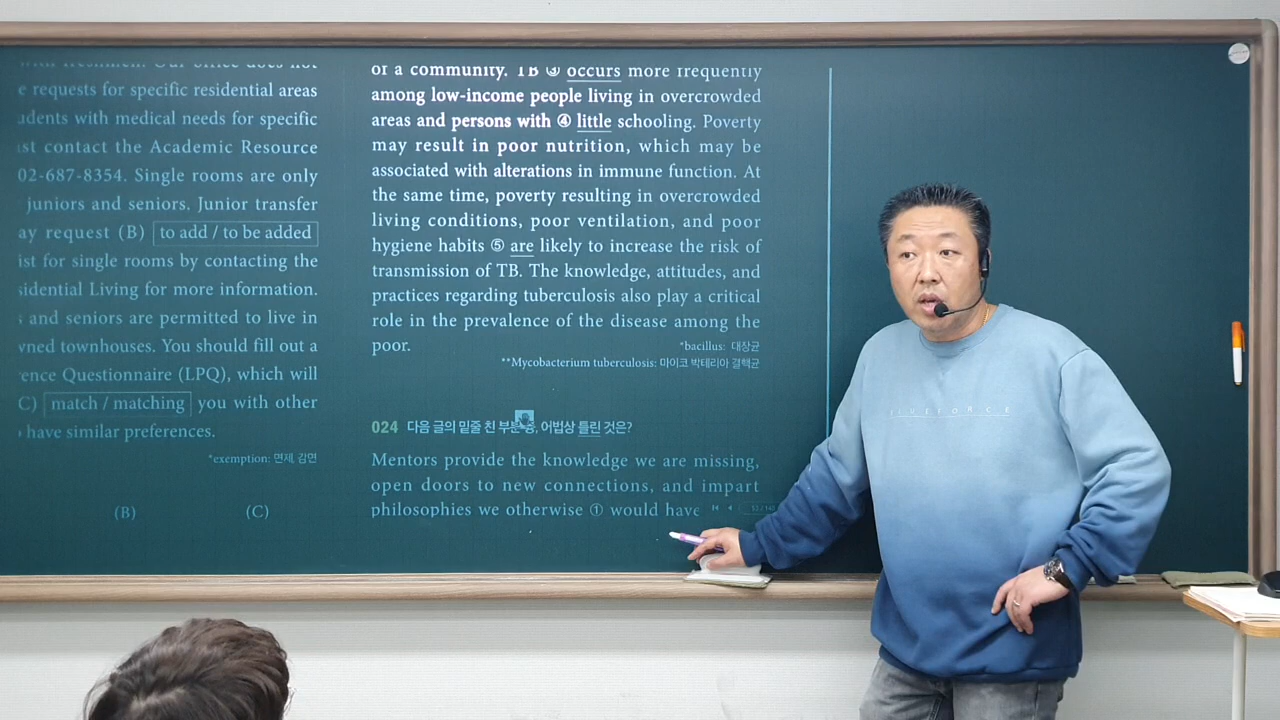 with freshmen. Our office does not
e requests for specific residential areas
udents with medical needs for specific
st contact the Academic Resource
02-687-8354. Single rooms are only
juniors and seniors. Junior transfer
ay request (B) to add / to be added
ist for single rooms by contacting the
sidential Living for more information.
s and seniors are permitted to live in
wned townhouses. You should fill out a
rence Questionnaire (LPQ), which will
C) match / matching you with other
have similar preferences.
*exemption: 면제, 감면
(B) (C)
of a community. TB ③ occurs more frequently
among low-income people living in overcrowded
areas and persons with ④ little schooling. Poverty
may result in poor nutrition, which may be
associated with alterations in immune function. At
the same time, poverty resulting in overcrowded
living conditions, poor ventilation, and poor
hygiene habits ⑤ are likely to increase the risk of
transmission of TB. The knowledge, attitudes, and
practices regarding tuberculosis also play a critical
role in the prevalence of the disease among the
poor.
*bacillus: 대장균
**Mycobacterium tuberculosis: 마이코 박테리아 결핵균
024 다음 글의 밑줄 친 부분 중, 어법상 틀린 것은?
Mentors provide the knowledge we are missing,
open doors to new connections, and impart
philosophies we otherwise ① would have